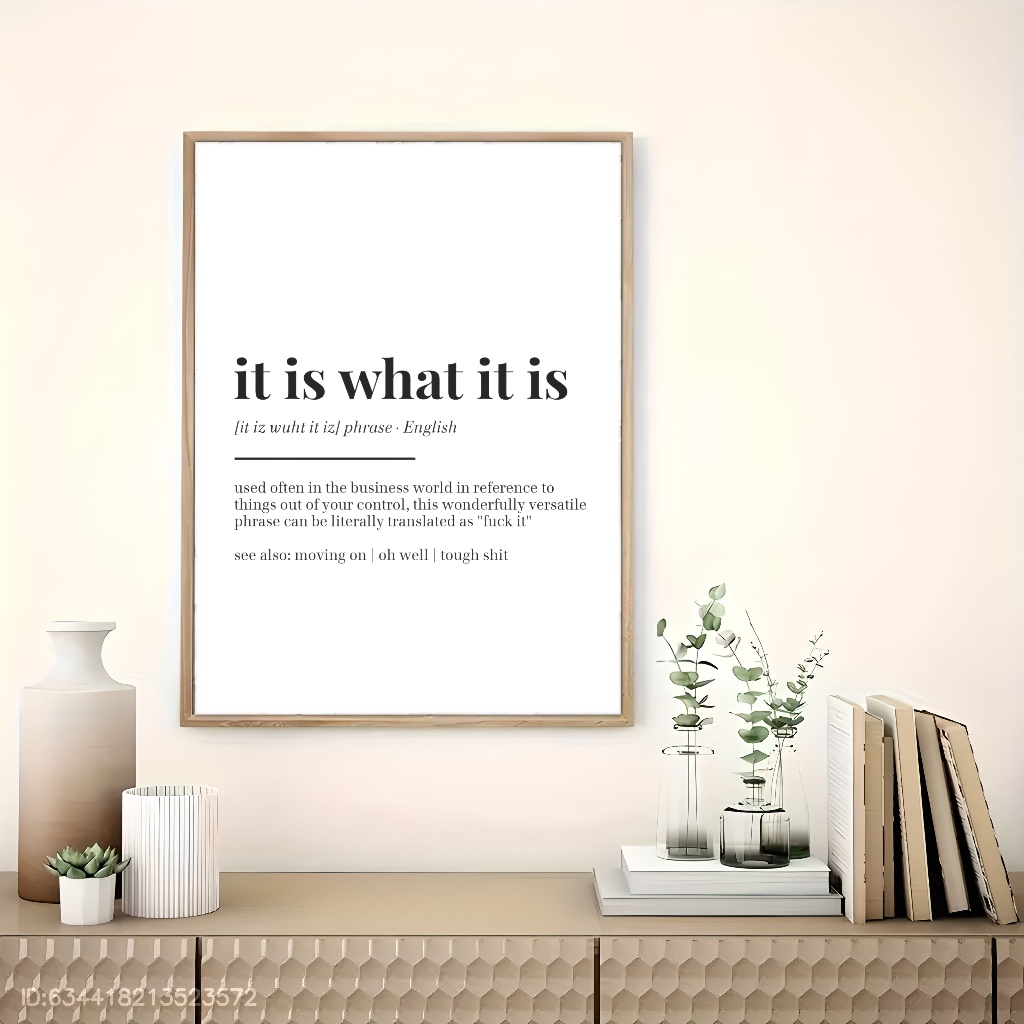 it is what it is
[it iz wuht it iz] phrase · English
used often in the business world in reference to
things out of your control, this wonderfully versatile
phrase can be literally translated as "fuck it"
see also: moving on | oh well | tough shit
ID:634418213523572